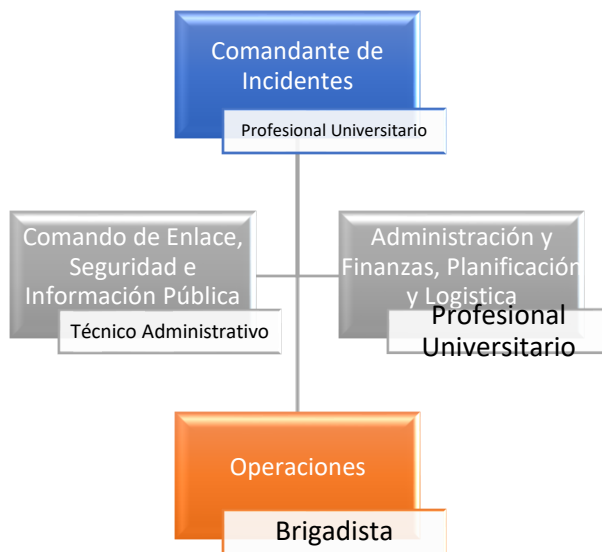 Comandante de
Incidentes
Profesional Universitario
Comando de Enlace,
Seguridad e
Información Pública
Técnico Administrativo
Administración y
Finanzas, Planificación
y Logistica
Profesional
Universitario
Operaciones
Brigadista